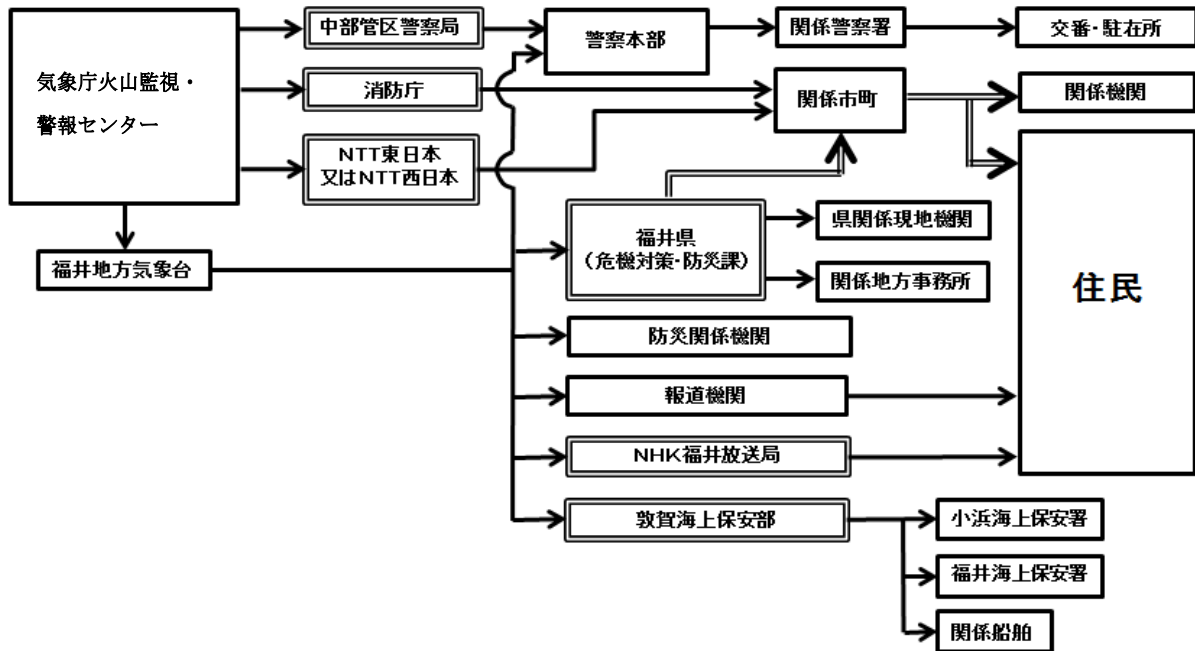 中部管区警察局
警察本部
関係警察署
交番・駐在所
気象庁火山監視・
警報センター
消防庁
関係市町
関係機関
NTT東日本
又はNTT西日本
福井県
(危機対策・防災課)
県関係現地機関
福井地方気象台
関係地方事務所
住民
防災関係機関
報道機関
NHK福井放送局
敦賀海上保安部
小浜海上保安署
福井海上保安署
関係船舶